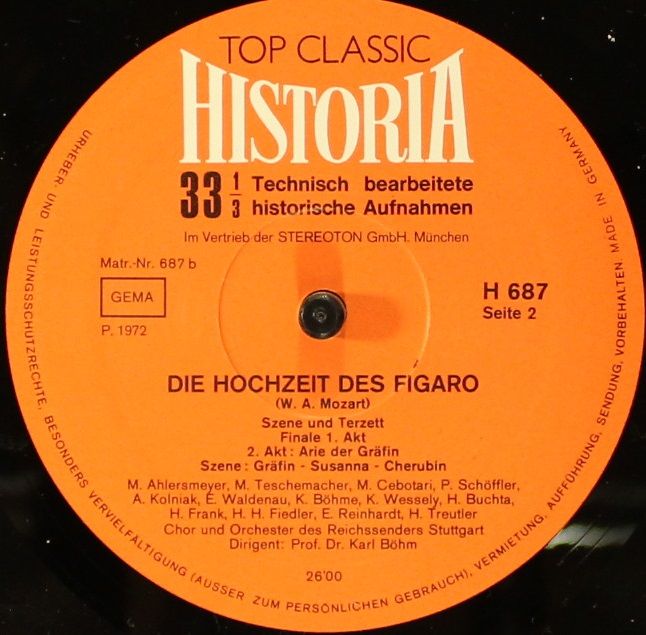 TOP CLASSIC
HISTORIA
33 1/3 Technisch bearbeitete
historische Aufnahmen
Im Vertrieb der STEREOTON GmbH. München
Matr.-Nr. 687 b
GEMA
P. 1972
H 687
Seite 2
DIE HOCHZEIT DES FIGARO
(W. A. Mozart)
Szene und Terzett
Finale 1. Akt
2. Akt: Arie der Gräfin
Szene: Gräfin - Susanna - Cherubin
M. Ahlersmeyer, M. Teschemacher, M. Cebotari, P. Schöffler,
A. Kolniak, É. Waldenau, K. Böhme, K. Wessely, H. Buchta,
H. Frank, H. H. Fiedler, E. Reinhardt, H. Treutler
Chor und Orchester des Reichssenders Stuttgart
Dirigent: Prof. Dr. Karl Böhm
26'00
URHEBER- UND LEISTUNGSSCHUTZRECHTE, BESONDERS VERVIELFÄLTIGUNG (AUSSER ZUM PERSÖNLICHEN GEBRAUCH), VERMIETUNG, AUFFÜHRUNG, SENDUNG, VORBEHALTEN MADE IN GERMANY